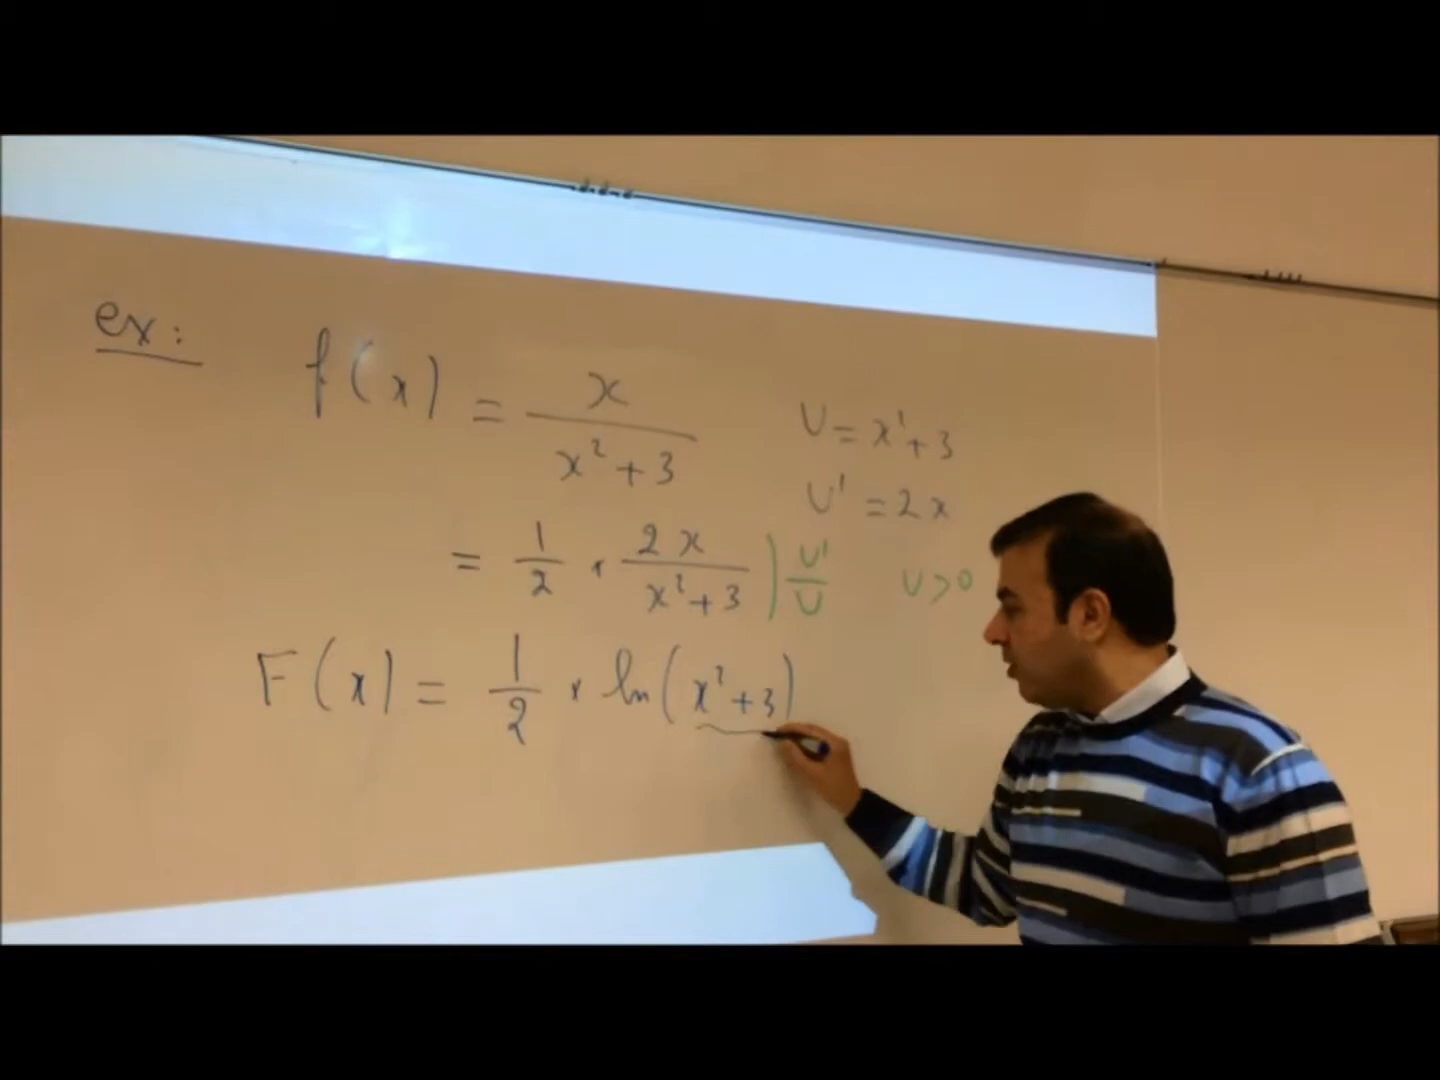 ex:
f(x) = x / (x² + 3)
U = x² + 3
U' = 2x
= 1/2 × 2x / (x² + 3) ) U'/U
U > 0
F(x) = 1/2 × ln(x² + 3)